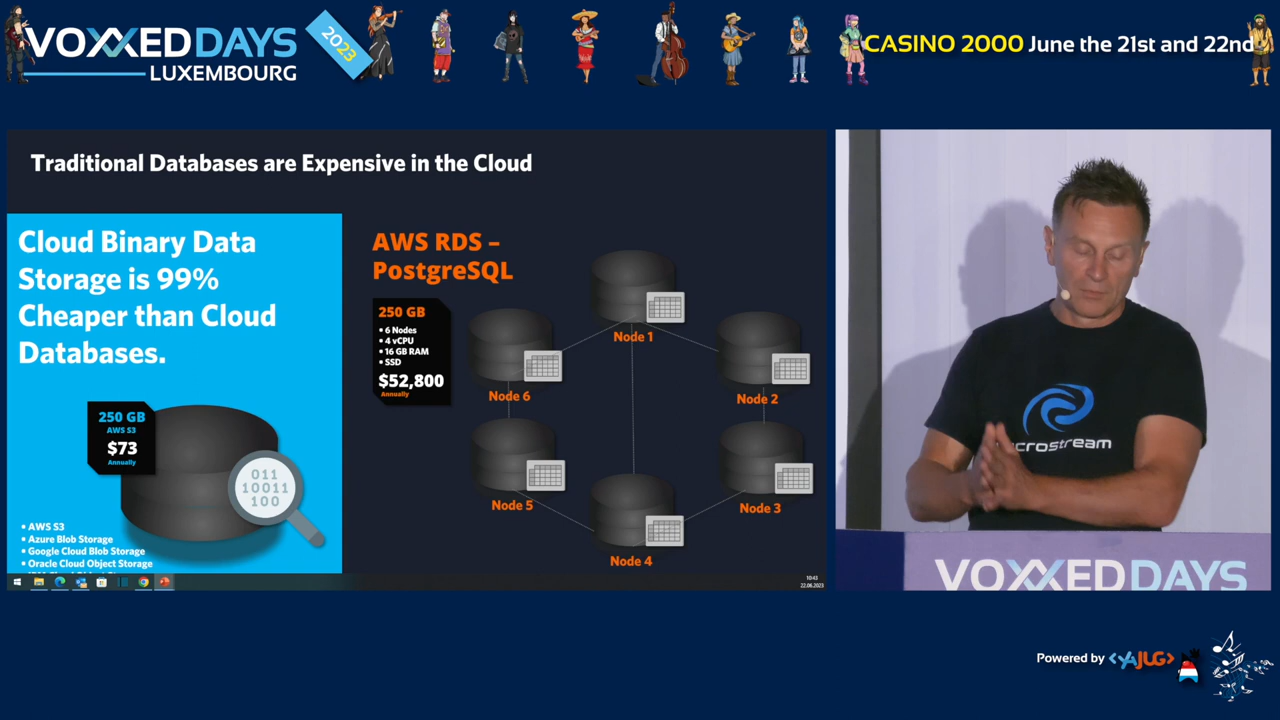 VOXXEDDAYS
LUXEMBOURG
2023
CASINO 2000 June the 21st and 22nd
Traditional Databases are Expensive in the Cloud
Cloud Binary Data
Storage is 99%
Cheaper than Cloud
Databases.
250 GB
AWS S3
$73
Annually
011
10011
100
▪ AWS S3
▪ Azure Blob Storage
▪ Google Cloud Blob Storage
▪ Oracle Cloud Object Storage
AWS RDS –
PostgreSQL
250 GB
▪ 6 Nodes
▪ 4 vCPU
▪ 16 GB RAM
▪ SSD
$52,800
Annually
Node 1
Node 6
Node 2
Node 5
Node 3
Node 4
10:43
22.06.2023
crostream
VOXXEDDAYS
Powered by <YAJUG>